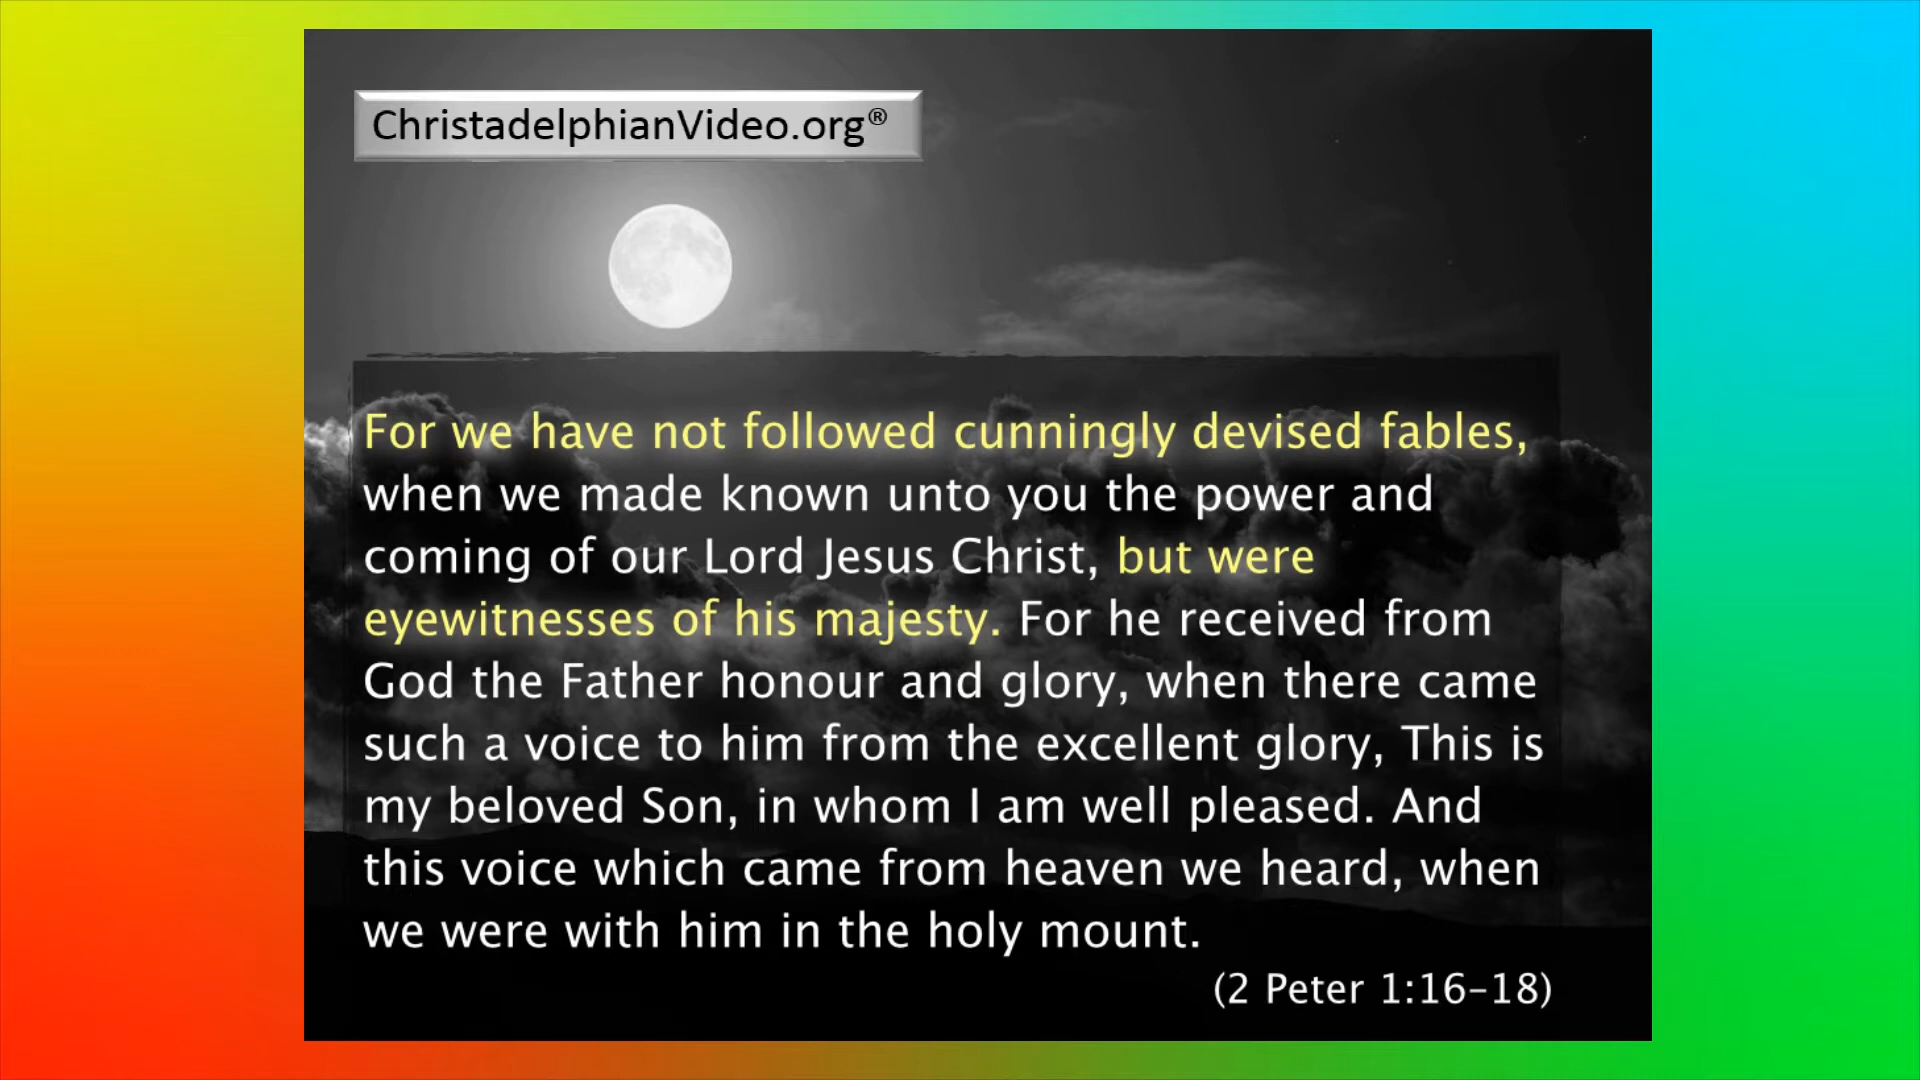 ChristadelphianVideo.org®
For we have not followed cunningly devised fables,
when we made known unto you the power and
coming of our Lord Jesus Christ, but were
eyewitnesses of his majesty. For he received from
God the Father honour and glory, when there came
such a voice to him from the excellent glory, This is
my beloved Son, in whom I am well pleased. And
this voice which came from heaven we heard, when
we were with him in the holy mount.
(2 Peter 1:16–18)